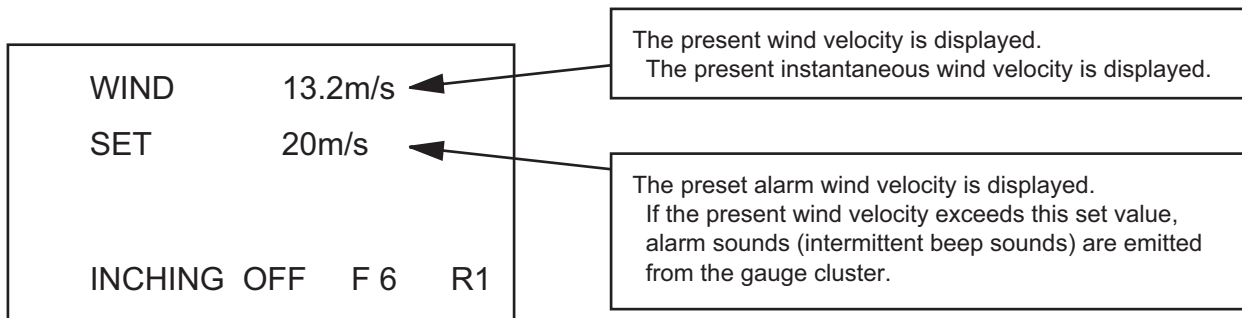 WIND 13.2m/s
SET 20m/s
INCHING OFF F 6 R1
The present wind velocity is displayed.
The present instantaneous wind velocity is displayed.
The preset alarm wind velocity is displayed.
If the present wind velocity exceeds this set value,
alarm sounds (intermittent beep sounds) are emitted
from the gauge cluster.